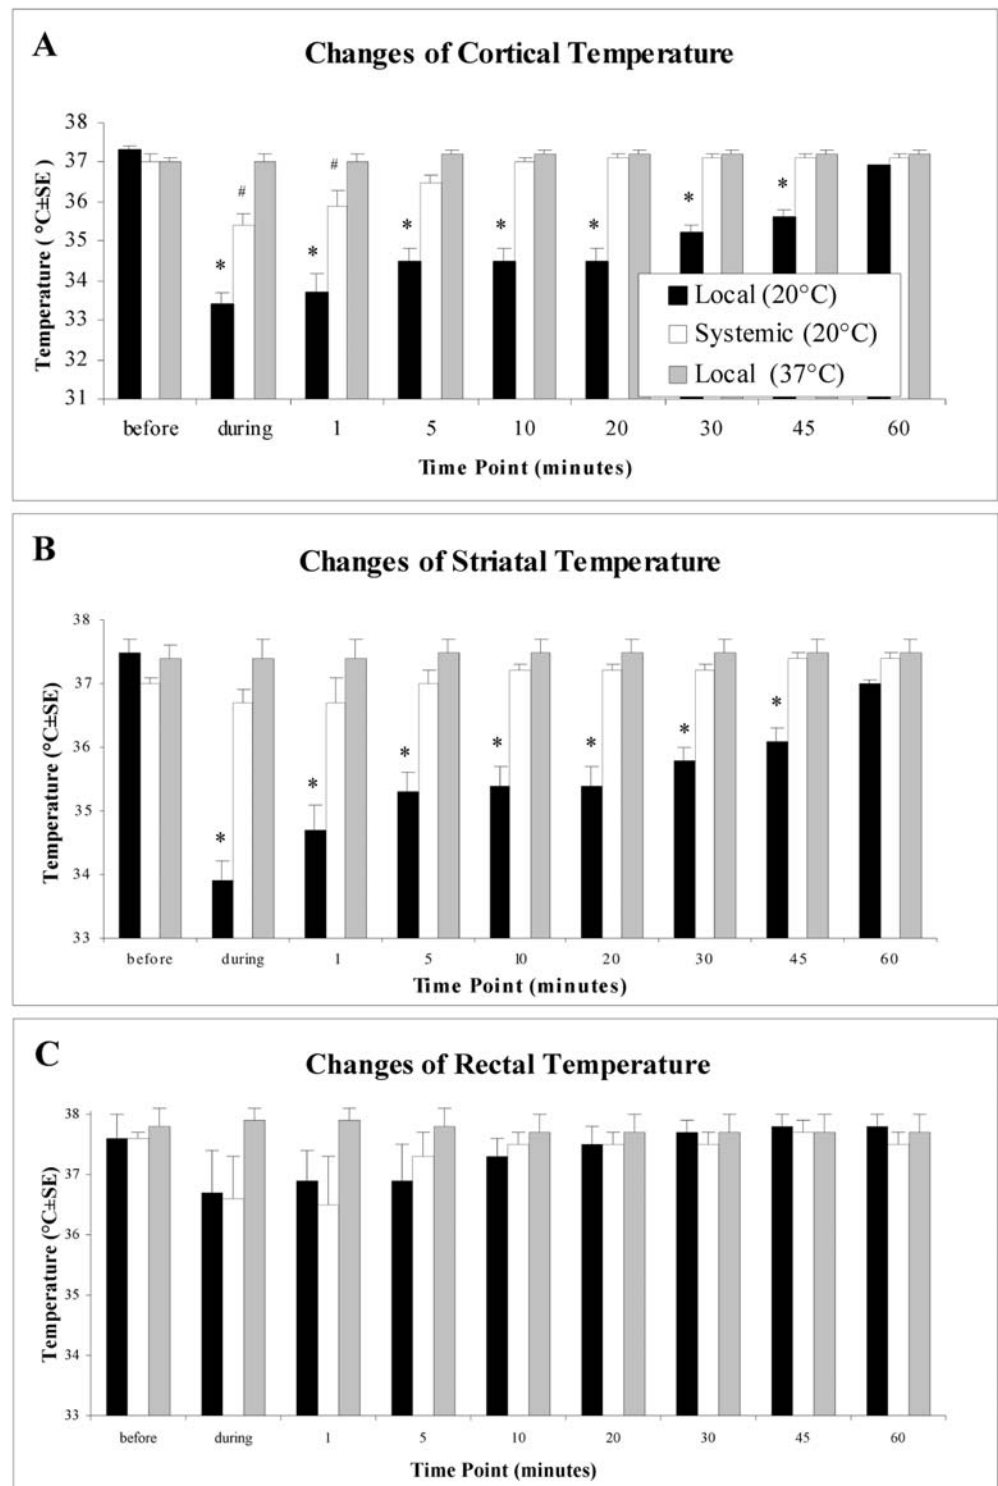 A
Changes of Cortical Temperature
Temperature ( °C±SE )
38
37
36
35
34
33
32
31
#
#
*
*
*
*
*
*
*
Local (20°C)
Systemic (20°C)
Local (37°C)
before during 1 5 10 20 30 45 60
Time Point (minutes)
B
Changes of Striatal Temperature
Temperature (°C±SE)
38
37
36
35
34
33
*
*
*
*
*
*
*
before during 1 5 10 20 30 45 60
Time Point (minutes)
C
Changes of Rectal Temperature
Temperature (°C±SE)
38
37
36
35
34
33
before during 1 5 10 20 30 45 60
Time Point (minutes)